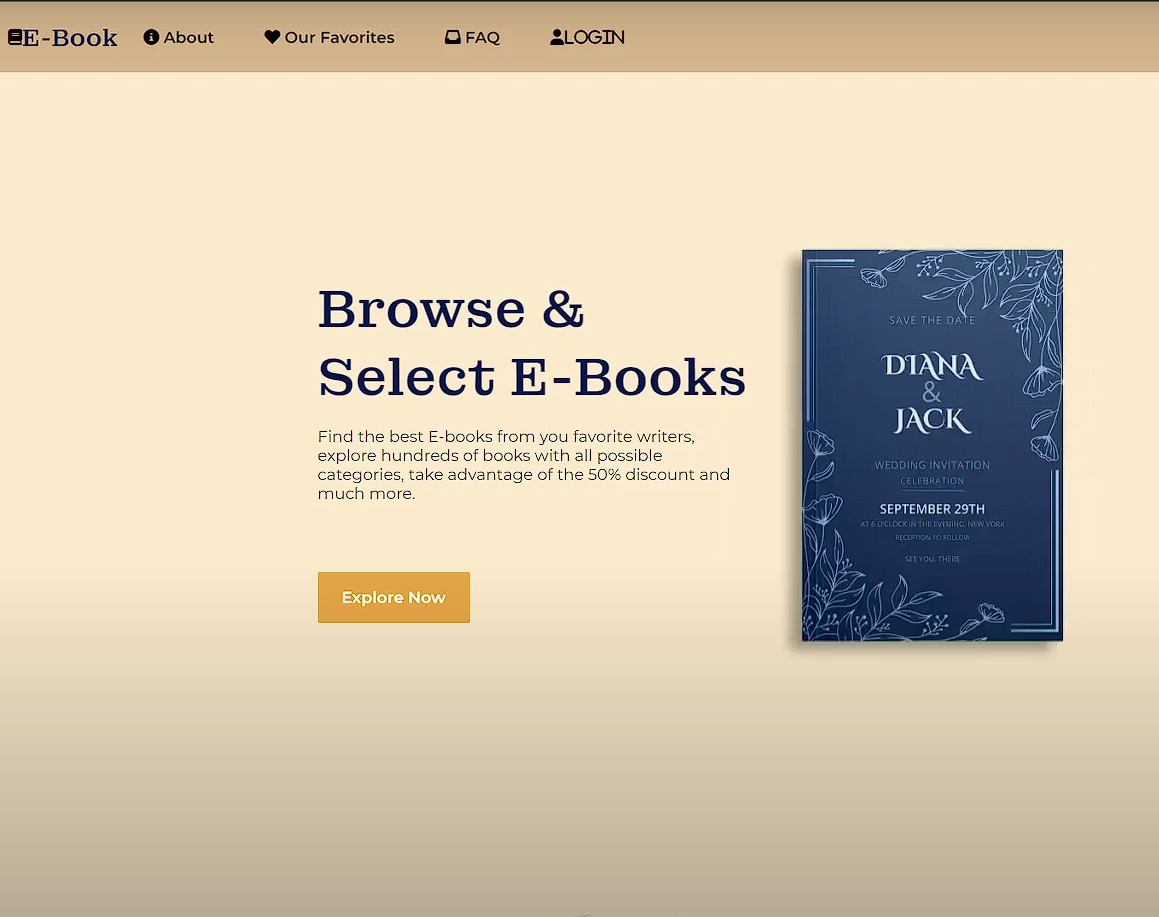 E-Book
About
Our Favorites
FAQ
LOGIN
Browse &
Select E-Books
Find the best E-books from you favorite writers,
explore hundreds of books with all possible
categories, take advantage of the 50% discount and
much more.
Explore Now
SAVE THE DATE
DIANA
&
JACK
WEDDING INVITATION
CELEBRATION
SEPTEMBER 29TH
AT 6 O'CLOCK IN THE EVENING, NEW YORK
RECEPTION TO FOLLOW
SEE YOU, THERE